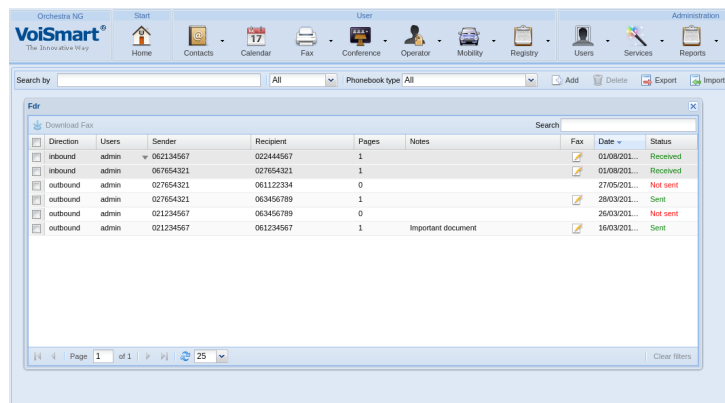 Orchestra NG Start User Administration
VoiSmart®
The Innovative Way
17
Home Contacts Calendar Fax Conference Operator Mobility Registry Users Services Reports
Search by All Phonebook type All Add Delete Export Import
Fdr
Download Fax Search
Direction Users Sender Recipient Pages Notes Fax Date Status
inbound admin 062134567 022444567 1 01/08/201... Received
inbound admin 067654321 027654321 1 01/08/201... Received
outbound admin 027654321 061122334 0 27/05/201... Not sent
outbound admin 027654321 063456789 1 28/03/201... Sent
outbound admin 021234567 063456789 0 26/03/201... Not sent
outbound admin 021234567 061234567 1 Important document 16/03/201... Sent
Page 1 of 1 25 Clear filters